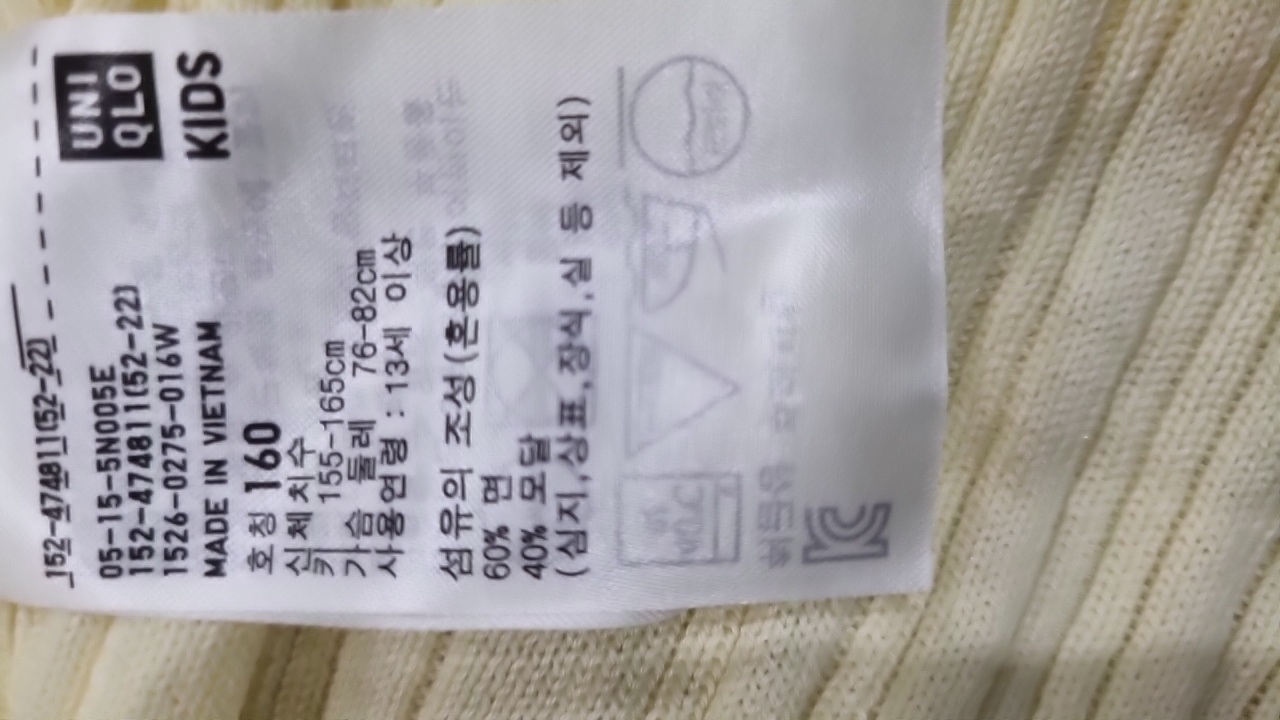 152-474811(52-22)
UNI
QLO
KIDS
05-15-5N005E
152-474811(52-22)
1526-0275-016W
MADE IN VIETNAM
호칭 160
신체치수
키 155-165cm
가슴 둘레 76-82cm
사용연령 : 13세 이상
섬유의 조성(혼용률)
60% 면
40% 모달
(심지,상표,장식,실 등 제외)